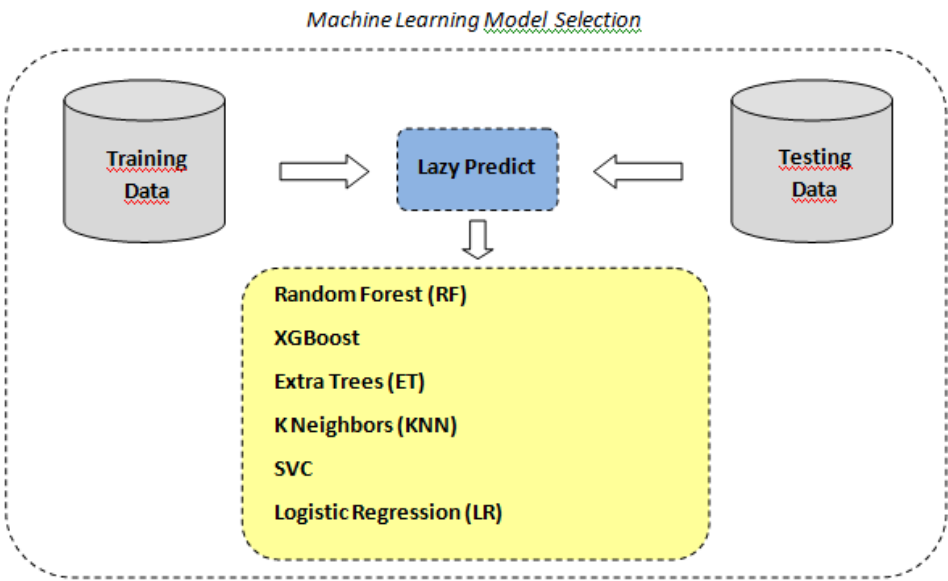 Machine Learning Model Selection
Training
Data
Lazy Predict
Testing
Data
Random Forest (RF)
XGBoost
Extra Trees (ET)
K Neighbors (KNN)
SVC
Logistic Regression (LR)